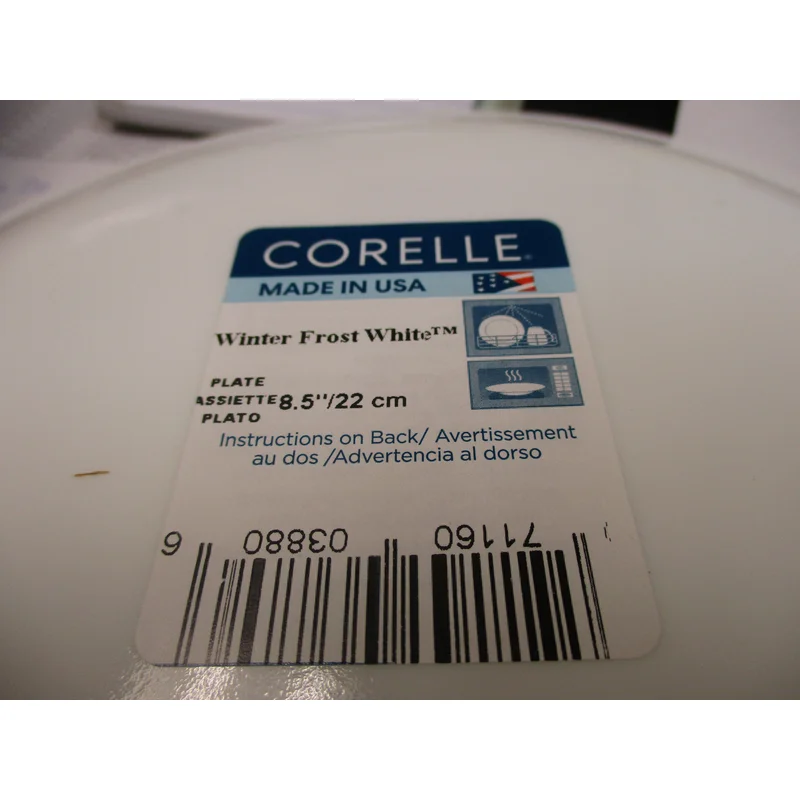 CORELLE®
MADE IN USA
Winter Frost White™
PLATE
ASSIETTE 8.5"/22 cm
PLATO
Instructions on Back/ Avertissement
au dos /Advertencia al dorso
71160 03880 6